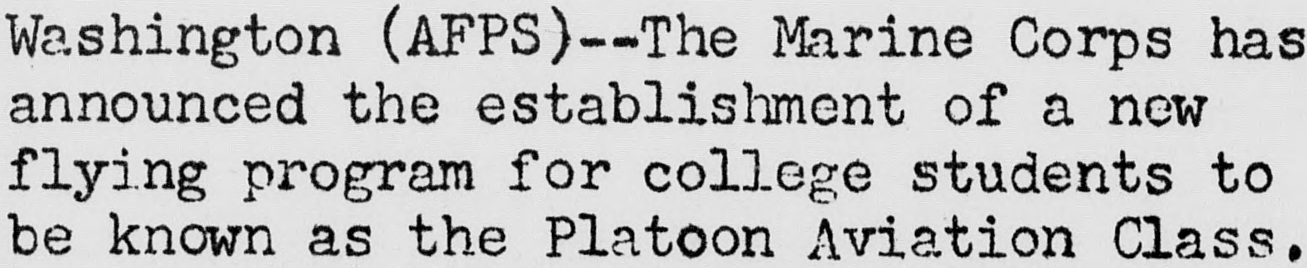 Washington (AFPS)--The Marine Corps has
announced the establishment of a new
flying program for college students to
be known as the Platoon Aviation Class.